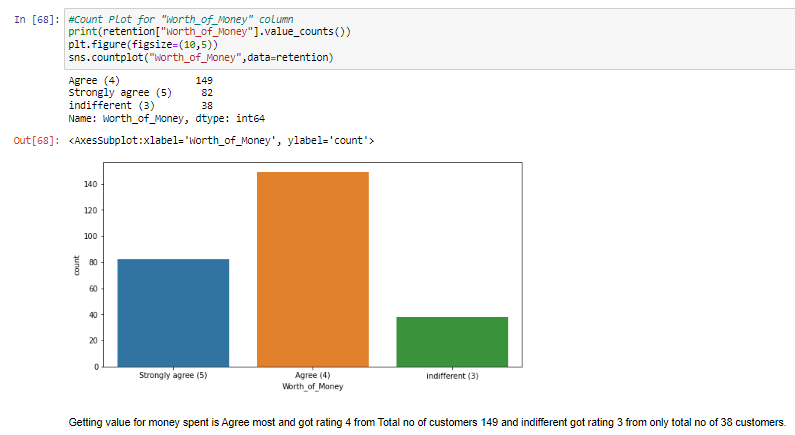 In [68]: #Count Plot for "Worth_of_Money" column
print(retention["Worth_of_Money"].value_counts())
plt.figure(figsize=(10,5))
sns.countplot("Worth_of_Money",data=retention)
Agree (4) 149
Strongly agree (5) 82
indifferent (3) 38
Name: Worth_of_Money, dtype: int64
Out[68]: <AxesSubplot:xlabel='Worth_of_Money', ylabel='count'>
140
120
100
80
60
40
20
0
count
Strongly agree (5) Agree (4) indifferent (3)
Worth_of_Money
Getting value for money spent is Agree most and got rating 4 from Total no of customers 149 and indifferent got rating 3 from only total no of 38 customers.